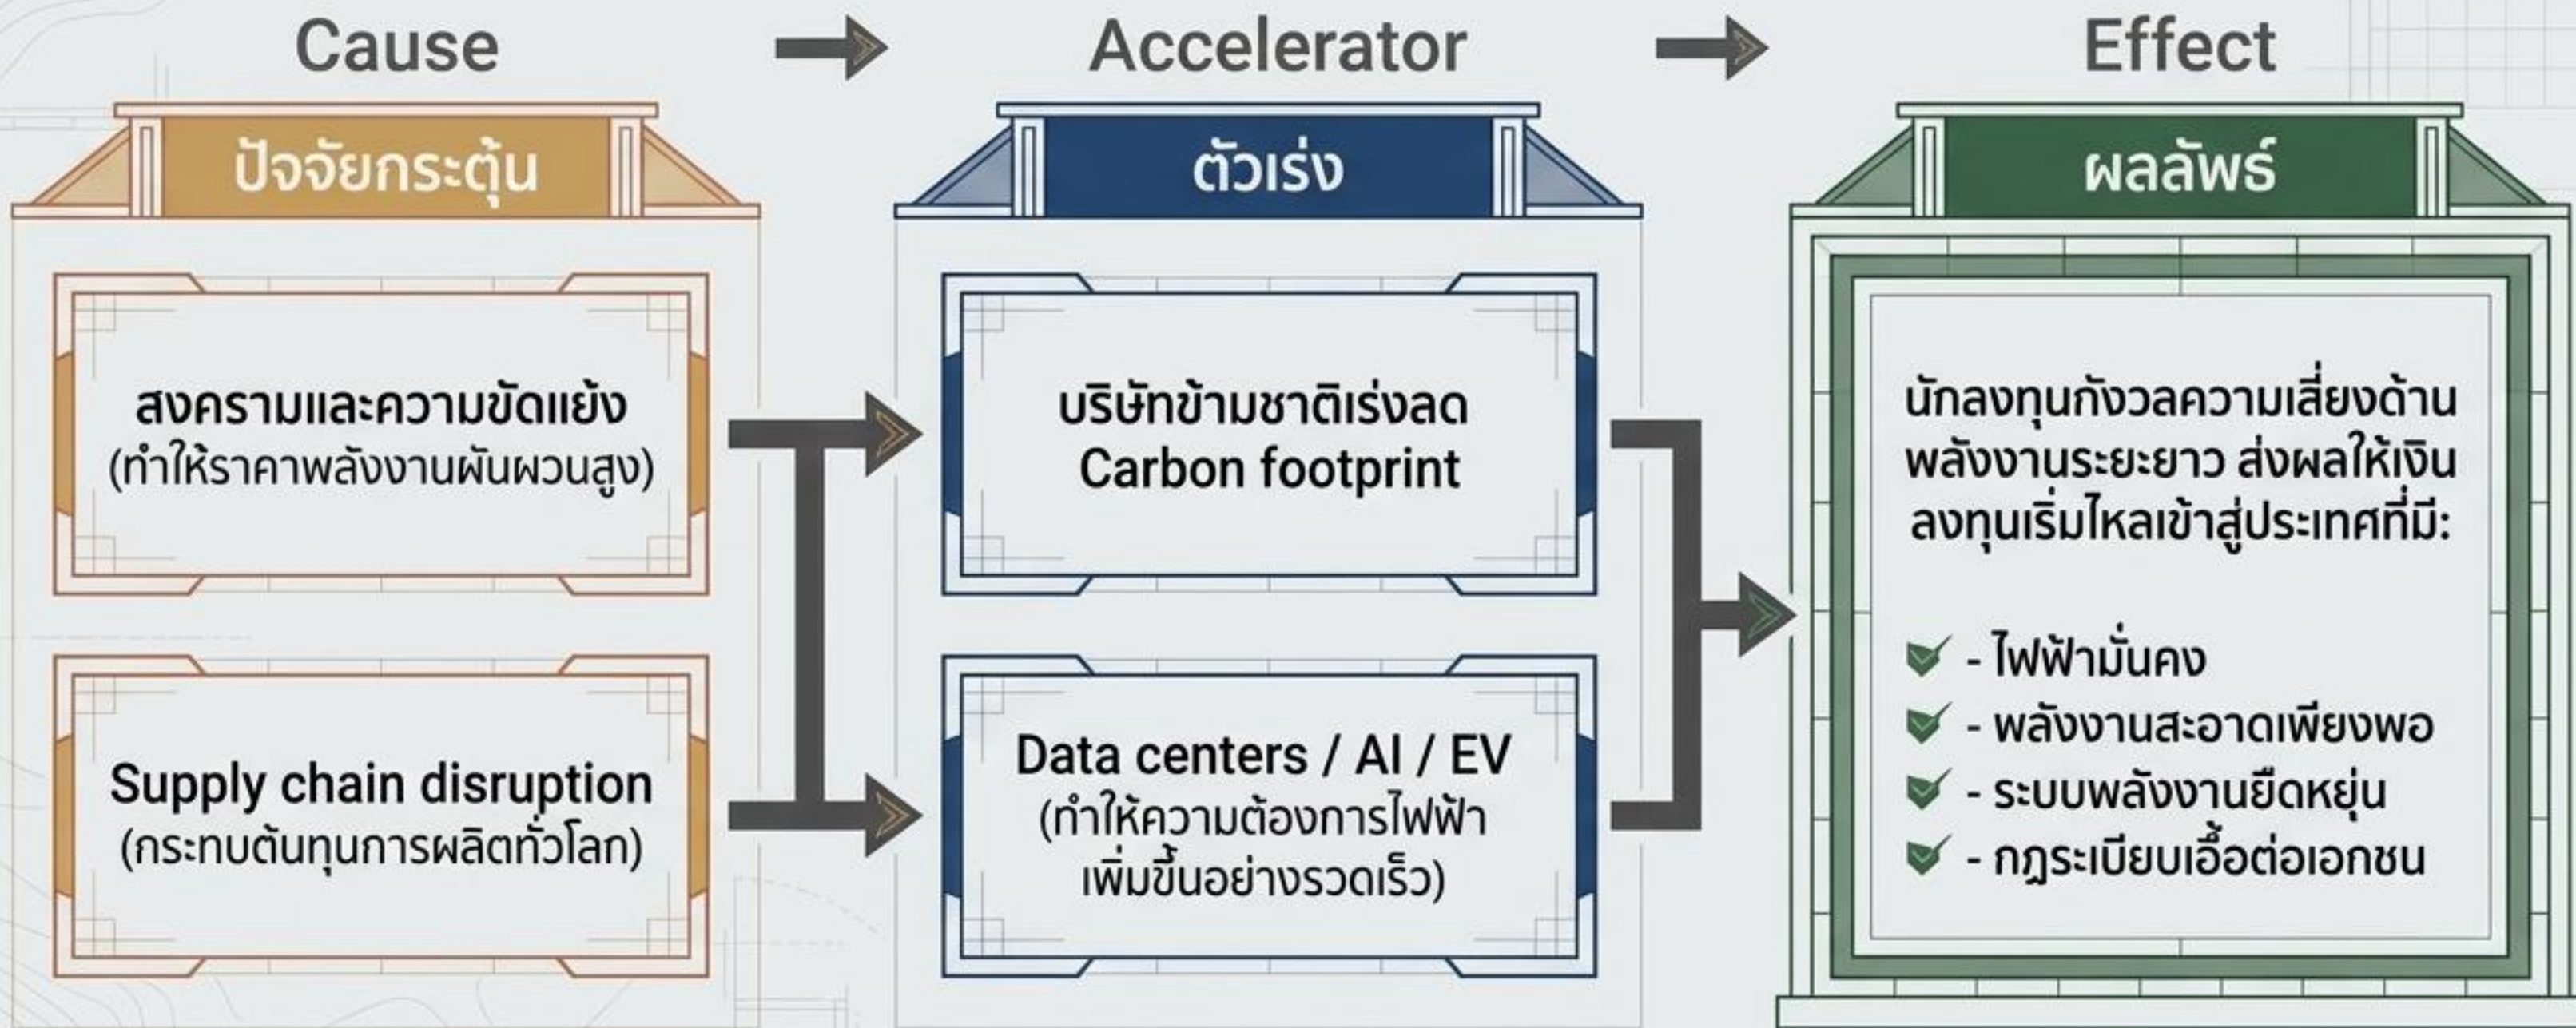 Cause
Accelerator
Effect
ปัจจัยกระตุ้น
สงครามและความขัดแย้ง
(ทำให้ราคาพลังงานผันผวนสูง)
Supply chain disruption
(กระทบต้นทุนการผลิตทั่วโลก)
ตัวเร่ง
บริษัทข้ามชาติเร่งลด
Carbon footprint
Data centers / AI / EV
(ทำให้ความต้องการไฟฟ้า
เพิ่มขึ้นอย่างรวดเร็ว)
ผลลัพธ์
นักลงทุนกังวลความเสี่ยงด้าน
พลังงานระยะยาว ส่งผลให้เงิน
ลงทุนเริ่มไหลเข้าสู่ประเทศที่มี:
- ไฟฟ้ามั่นคง
- พลังงานสะอาดเพียงพอ
- ระบบพลังงานยืดหยุ่น
- กฎระเบียบเอื้อต่อเอกชน